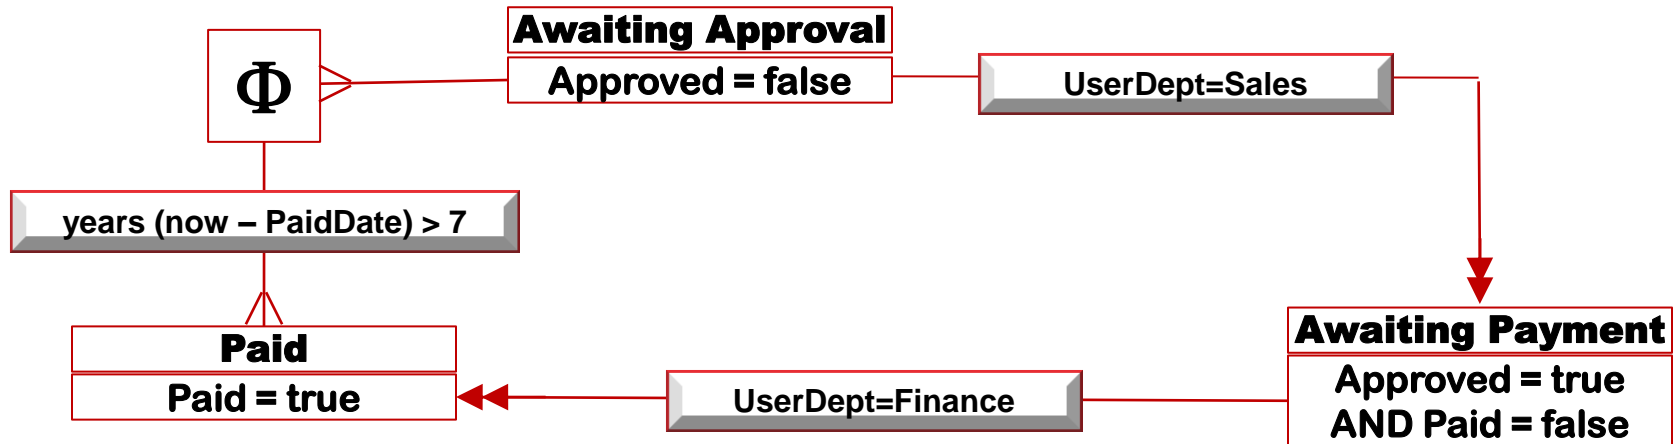 Φ
Awaiting Approval
Approved = false
UserDept=Sales
years (now – PaidDate) > 7
Paid
Paid = true
UserDept=Finance
Awaiting Payment
Approved = true
AND Paid = false